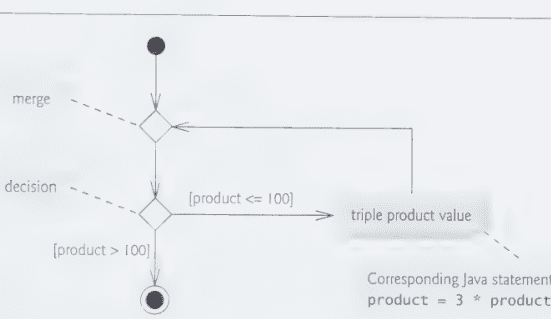 merge
decision
[product <= 100]
triple product value
[product > 100]
Corresponding Java statement
product = 3 * product